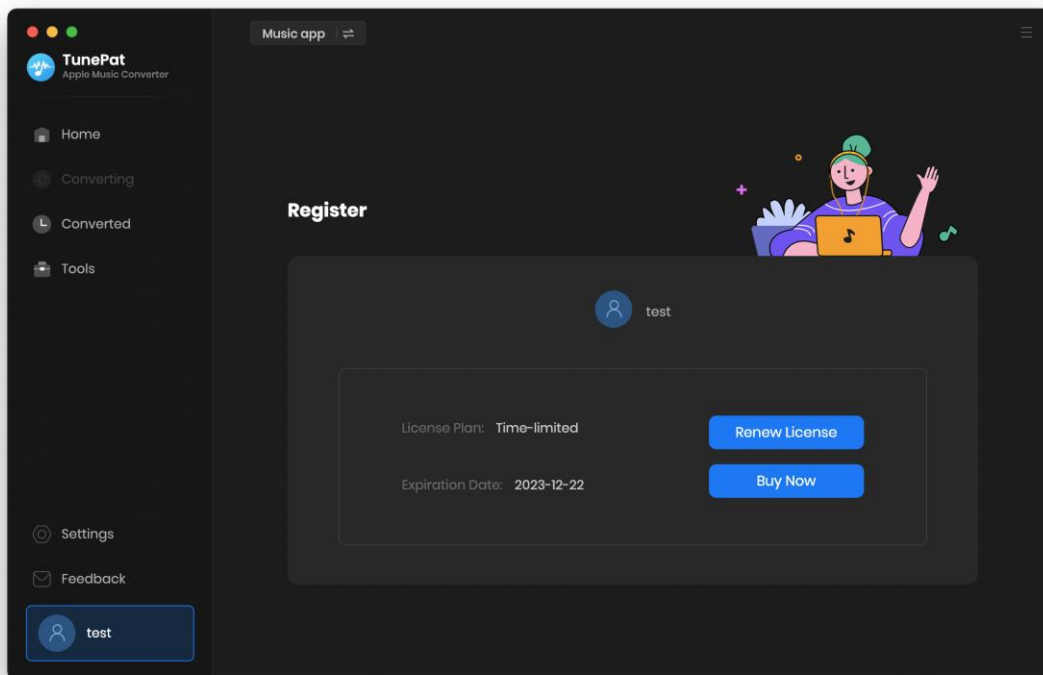 TunePat
Apple Music Converter
Home
Converting
Converted
Tools
Settings
Feedback
test
Music app
Register
test
License Plan: Time-limited
Renew License
Expiration Date: 2023-12-22
Buy Now